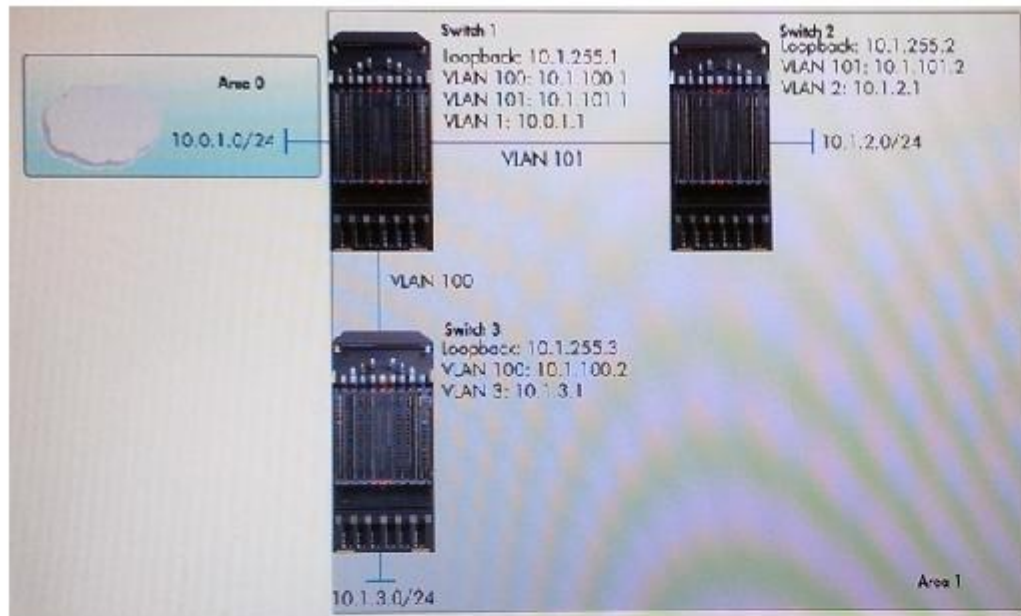 Area 0
10.0.1.0/24
Switch 1
Loopback: 10.1.255.1
VLAN 100: 10.1.100.1
VLAN 101: 10.1.101.1
VLAN 1: 10.0.1.1
VLAN 101
Switch 2
Loopback: 10.1.255.2
VLAN 101: 10.1.101.2
VLAN 2: 10.1.2.1
10.1.2.0/24
VLAN 100
Switch 3
Loopback: 10.1.255.3
VLAN 100: 10.1.100.2
VLAN 3: 10.1.3.1
10.1.3.0/24
Area 1